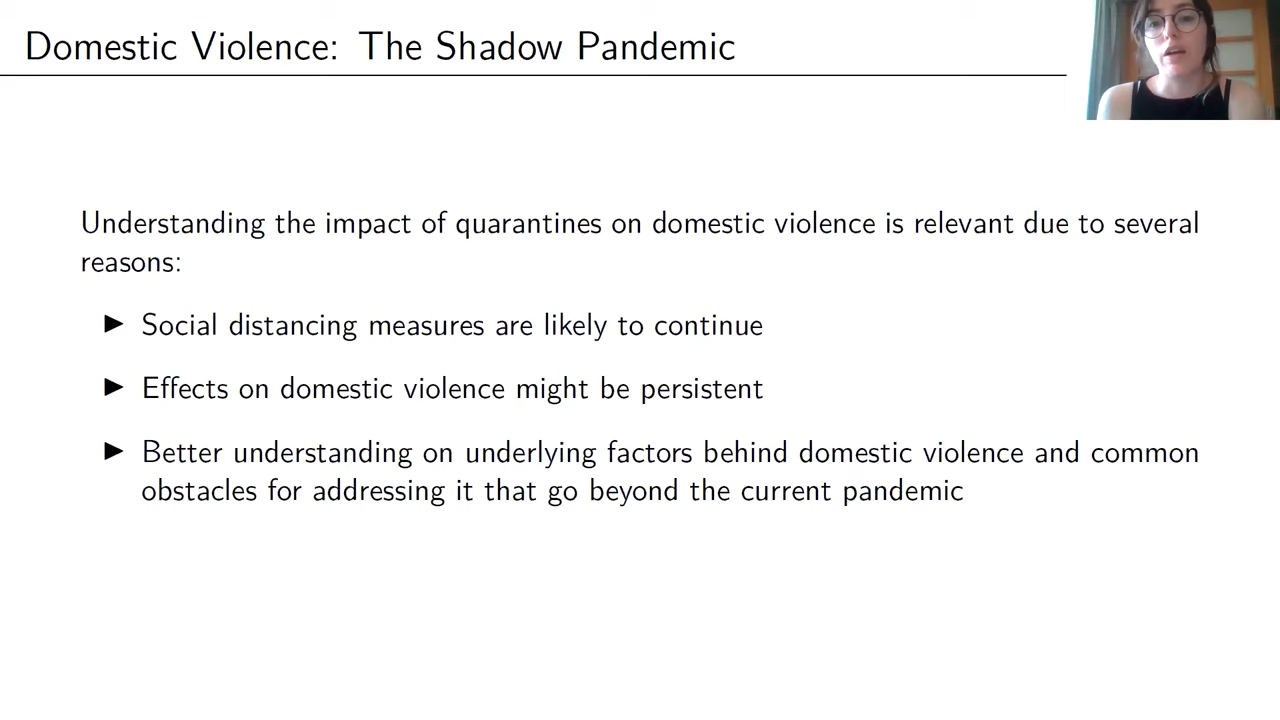 Domestic Violence: The Shadow Pandemic
Understanding the impact of quarantines on domestic violence is relevant due to several
reasons:
▶ Social distancing measures are likely to continue
▶ Effects on domestic violence might be persistent
▶ Better understanding on underlying factors behind domestic violence and common
obstacles for addressing it that go beyond the current pandemic